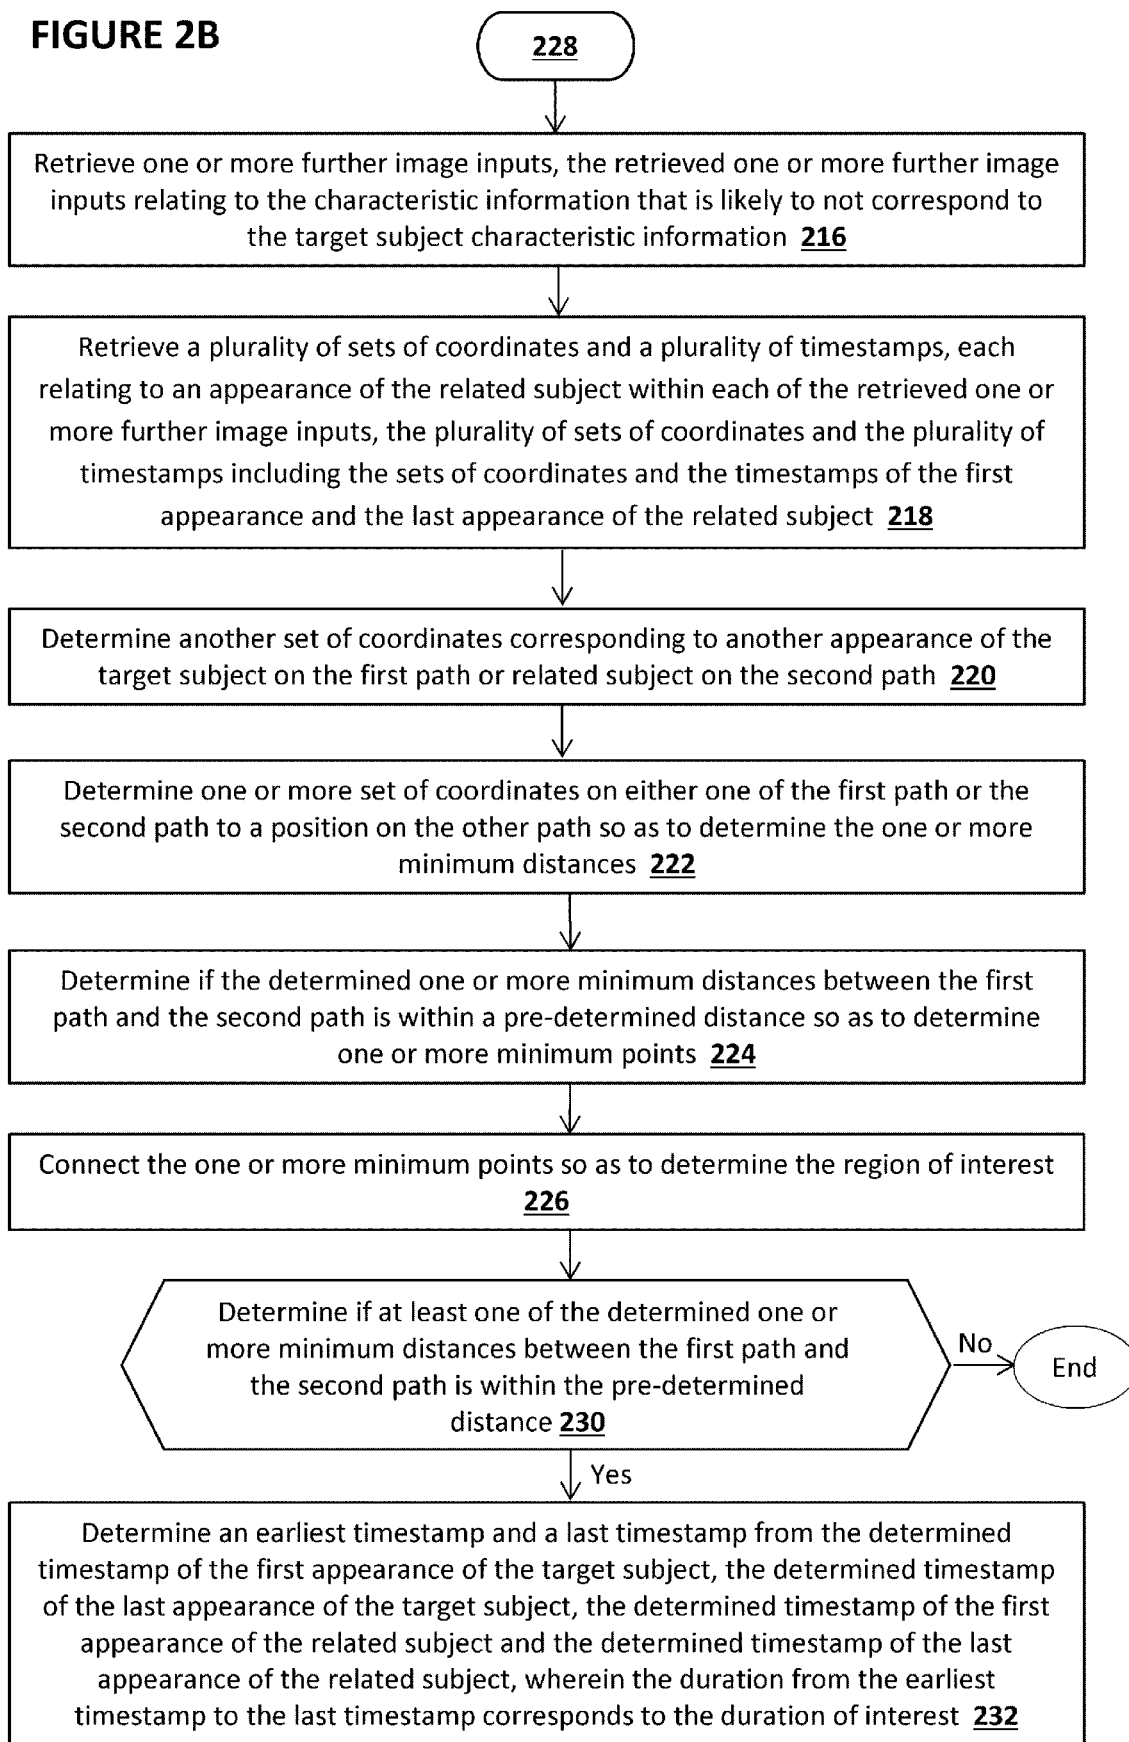 FIGURE 2B
228
Retrieve one or more further image inputs, the retrieved one or more further image
inputs relating to the characteristic information that is likely to not correspond to
the target subject characteristic information 216
Retrieve a plurality of sets of coordinates and a plurality of timestamps, each
relating to an appearance of the related subject within each of the retrieved one or
more further image inputs, the plurality of sets of coordinates and the plurality of
timestamps including the sets of coordinates and the timestamps of the first
appearance and the last appearance of the related subject 218
Determine another set of coordinates corresponding to another appearance of the
target subject on the first path or related subject on the second path 220
Determine one or more set of coordinates on either one of the first path or the
second path to a position on the other path so as to determine the one or more
minimum distances 222
Determine if the determined one or more minimum distances between the first
path and the second path is within a pre-determined distance so as to determine
one or more minimum points 224
Connect the one or more minimum points so as to determine the region of interest
226
Determine if at least one of the determined one or
more minimum distances between the first path and
the second path is within the pre-determined
distance 230
No
End
Yes
Determine an earliest timestamp and a last timestamp from the determined
timestamp of the first appearance of the target subject, the determined timestamp
of the last appearance of the target subject, the determined timestamp of the first
appearance of the related subject and the determined timestamp of the last
appearance of the related subject, wherein the duration from the earliest
timestamp to the last timestamp corresponds to the duration of interest 232